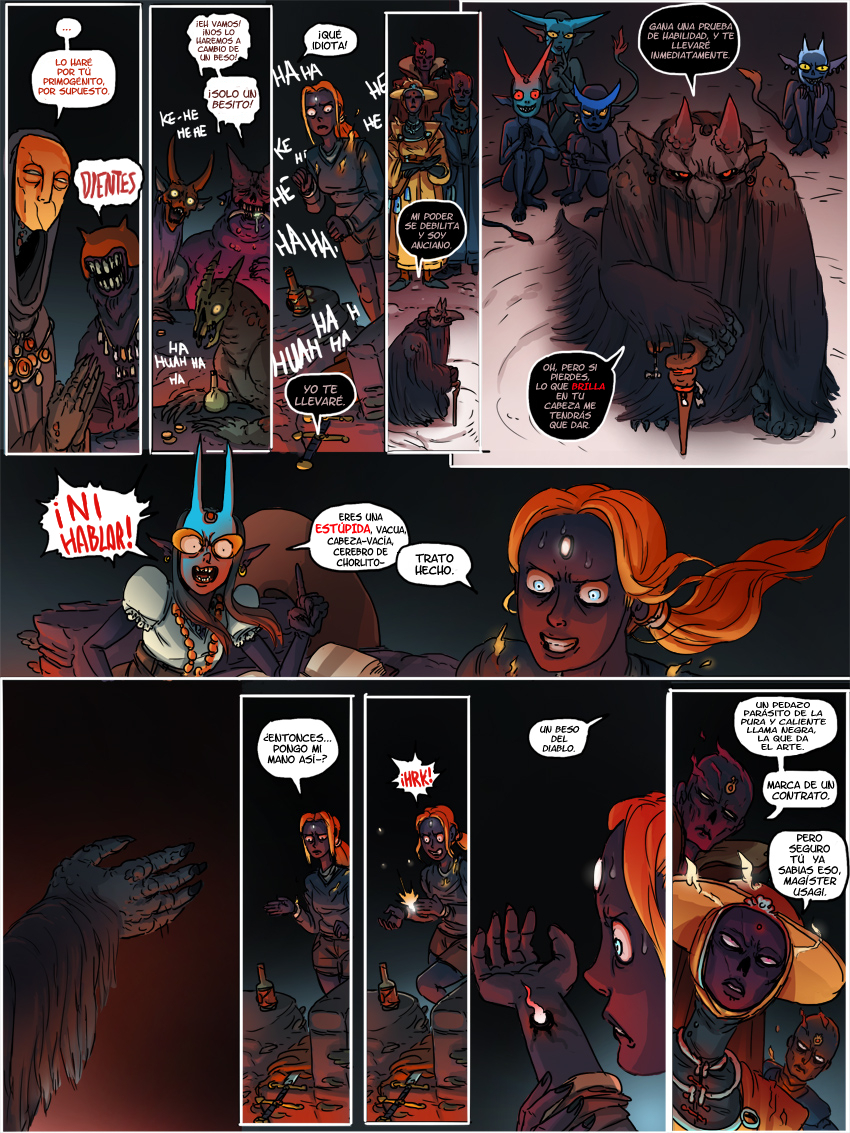 ...
LO HARÉ
POR TÚ
PRIMOGÉNITO,
POR SUPUESTO.
DIENTES
¡EH VAMOS!
¡NOS LO
HAREMOS A
CAMBIO DE
UN BESO!
¡SOLO UN
BESITO!
KE-HE
HEHE
HA
HUAH HA
HA
HA
¡QUÉ
IDIOTA!
HA HA
KE-
HE
HÉ
HA
HA.
HA H
HUAH HA
HA
HE
HE
YO TE
LLEVARÉ.
MI PODER
SE DEBILITA
Y SOY
ANCIANO.
GANA UNA PRUEBA
DE HABILIDAD, Y TE
LLEVARÉ
INMEDIATAMENTE.
OH, PERO SI
PIERDES,
LO QUE BRILLA
EN TU
CABEZA ME
TENDRÁS
QUE DAR.
¡NI
HABLAR!
ERES UNA
ESTÚPIDA, VACUA,
CABEZA-VACÍA,
CEREBRO DE
CHORLITO-
TRATO
HECHO.
¿ENTONCES...
PONGO MI
MANO ASÍ-?
¡HRK!
UN BESO
DEL
DIABLO.
UN PEDAZO
PARÁSITO DE LA
PURA Y CALIENTE
LLAMA NEGRA,
LA QUE DA
EL ARTE.
MARCA DE UN
CONTRATO.
PERO
SEGURO
TÚ YA
SABIAS ESO,
MAGÍSTER
USAGI.